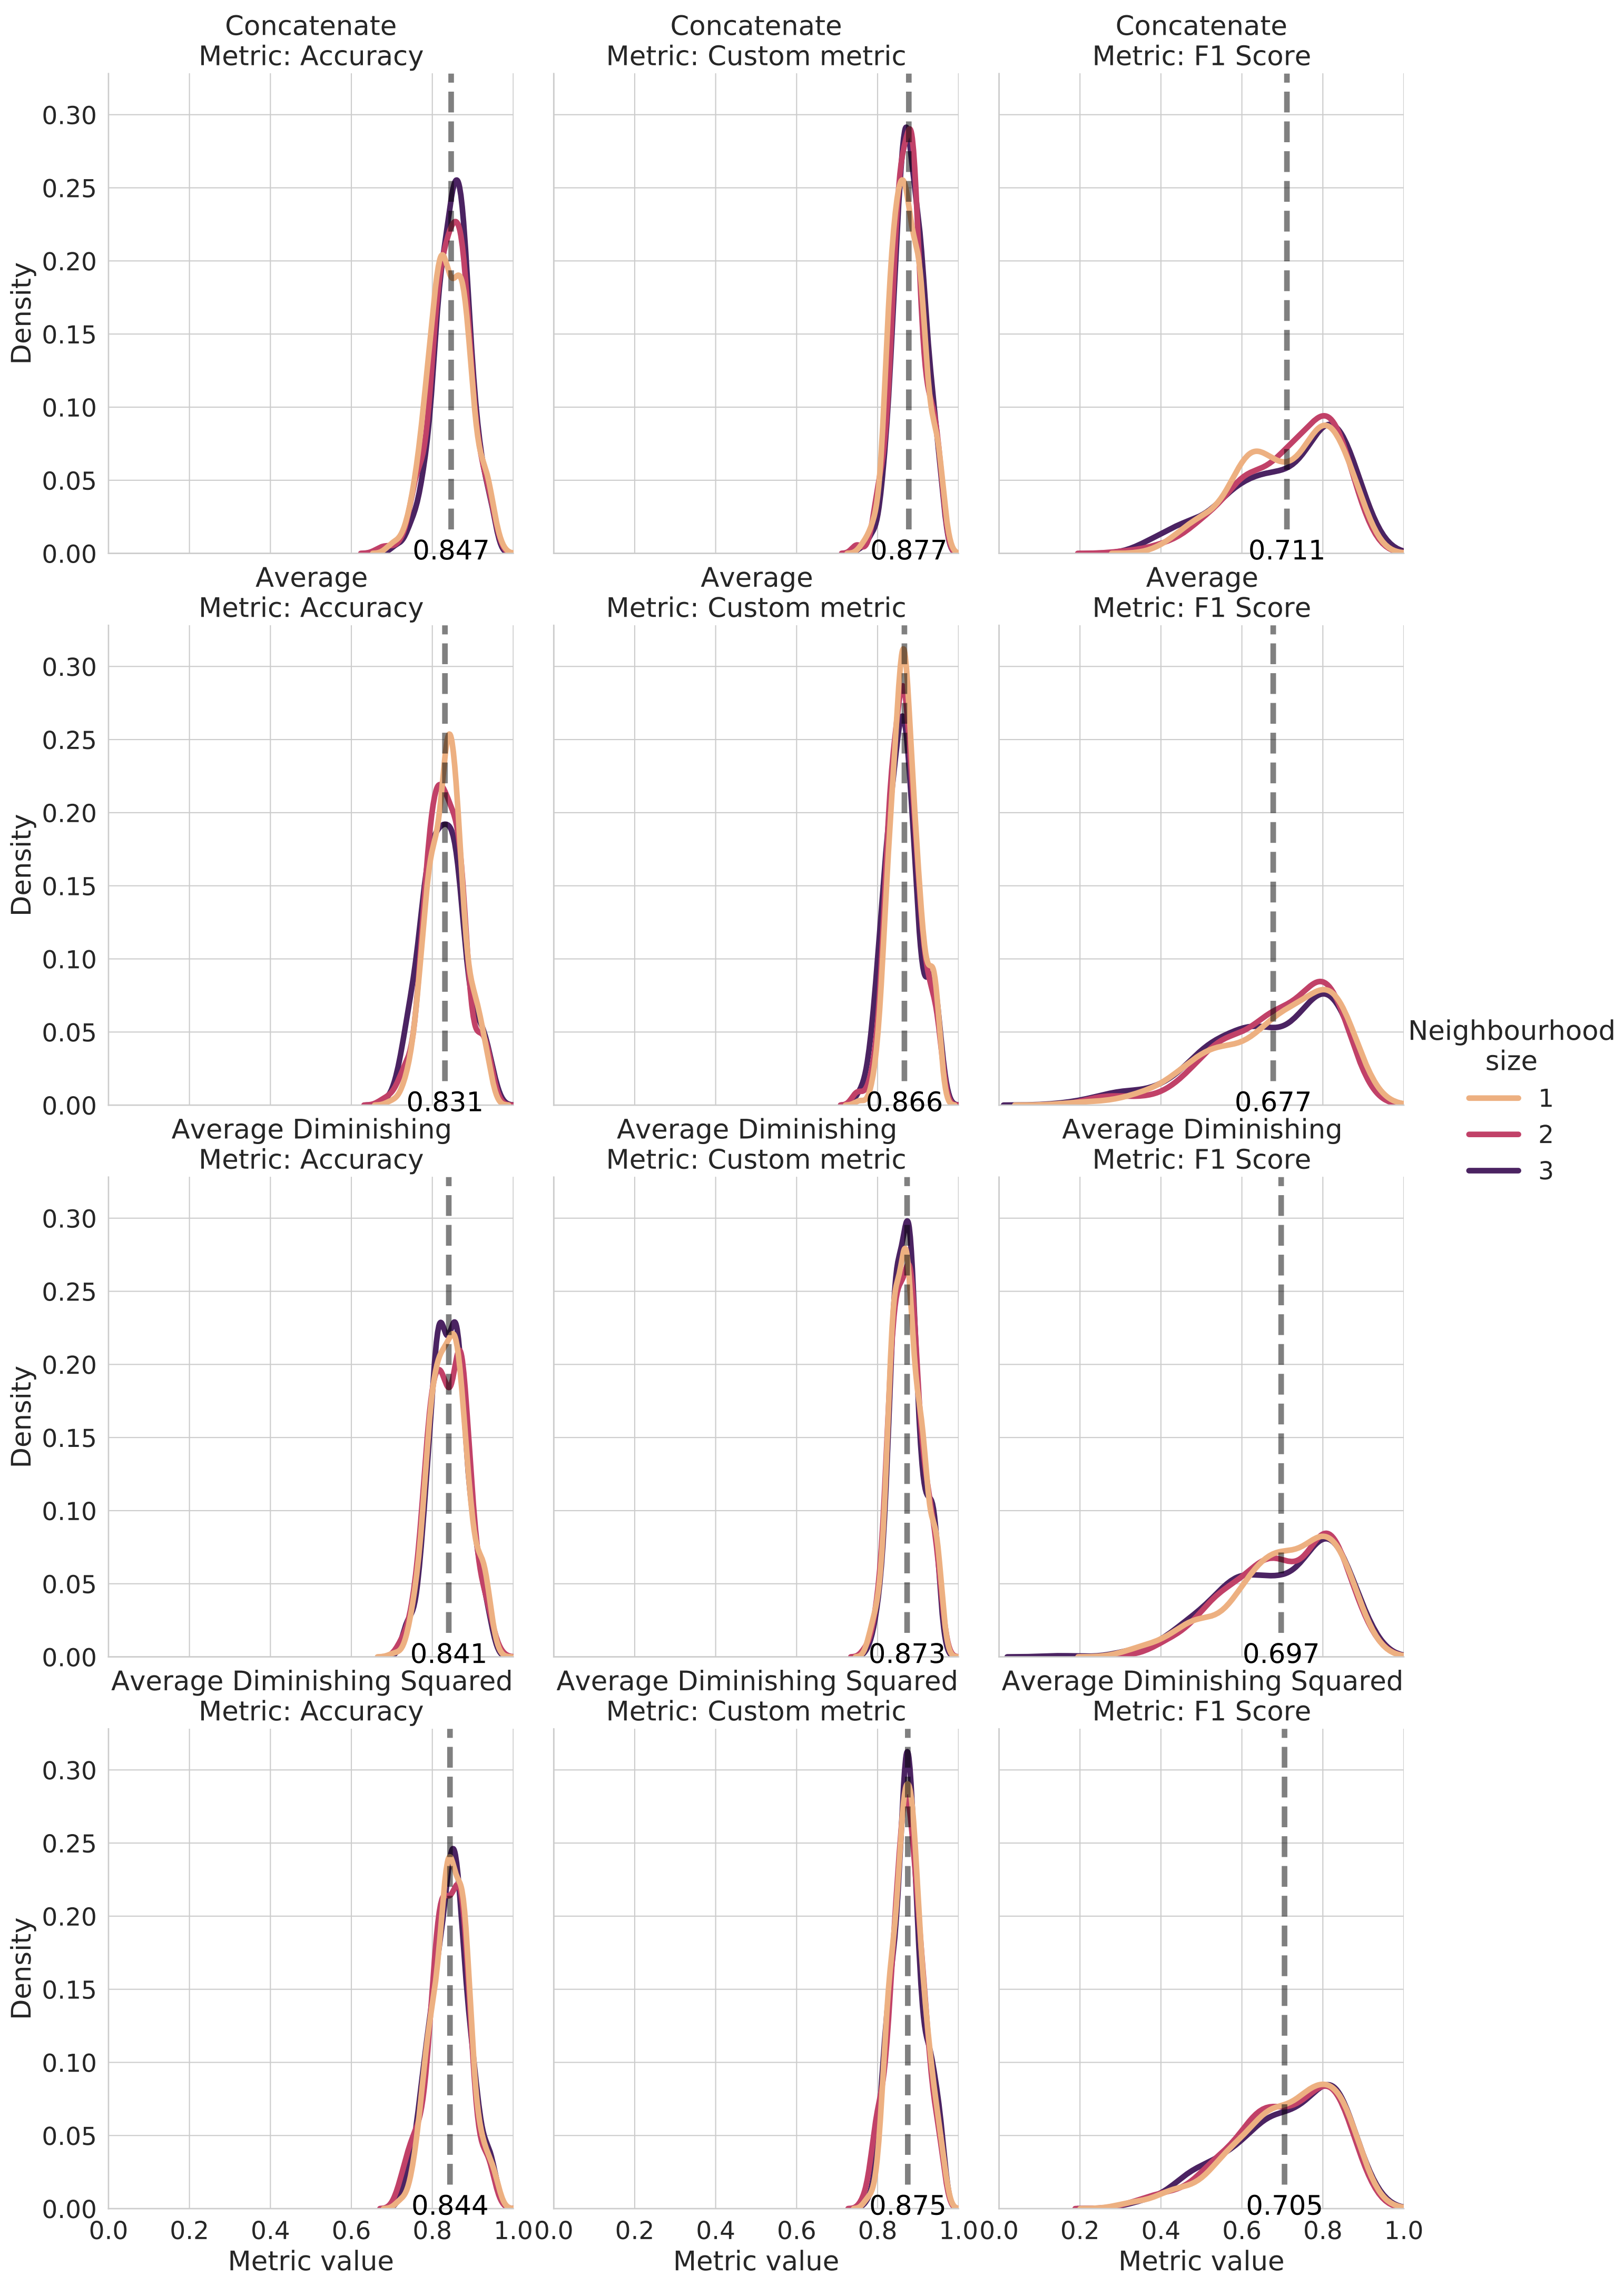 Concatenate
Metric: Accuracy
Concatenate
Metric: Custom metric
Concatenate
Metric: F1 Score
0.30
0.25
0.20
0.15
0.10
0.05
0.00
Density
0.847
0.877
0.711
Average
Metric: Accuracy
Average
Metric: Custom metric
Average
Metric: F1 Score
0.30
0.25
0.20
0.15
0.10
0.05
0.00
Density
0.831
0.866
0.677
Neighbourhood
size
1
2
3
Average Diminishing
Metric: Accuracy
Average Diminishing
Metric: Custom metric
Average Diminishing
Metric: F1 Score
0.30
0.25
0.20
0.15
0.10
0.05
0.00
Density
0.841
0.873
0.697
Average Diminishing Squared
Metric: Accuracy
Average Diminishing Squared
Metric: Custom metric
Average Diminishing Squared
Metric: F1 Score
0.30
0.25
0.20
0.15
0.10
0.05
0.00
Density
0.844
0.875
0.705
0.0 0.2 0.4 0.6 0.8 1.0
0.0 0.2 0.4 0.6 0.8 1.0
0.0 0.2 0.4 0.6 0.8 1.0
Metric value
Metric value
Metric value